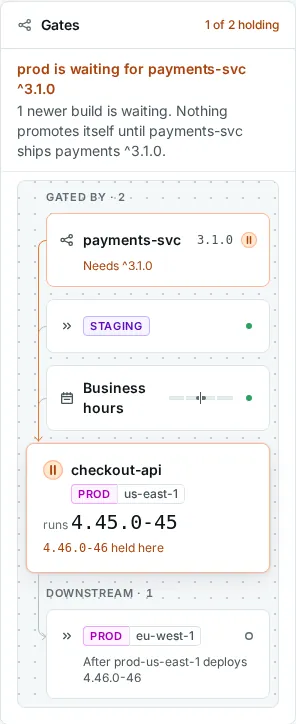 Gates 1 of 2 holding
prod is waiting for payments-svc
^3.1.0
1 newer build is waiting. Nothing
promotes itself until payments-svc
ships payments ^3.1.0.
GATED BY · 2
payments-svc 3.1.0
Needs ^3.1.0
STAGING
Business
hours
checkout-api
PROD us-east-1
runs 4.45.0-45
4.46.0-46 held here
DOWNSTREAM · 1
PROD eu-west-1
After prod-us-east-1 deploys
4.46.0-46